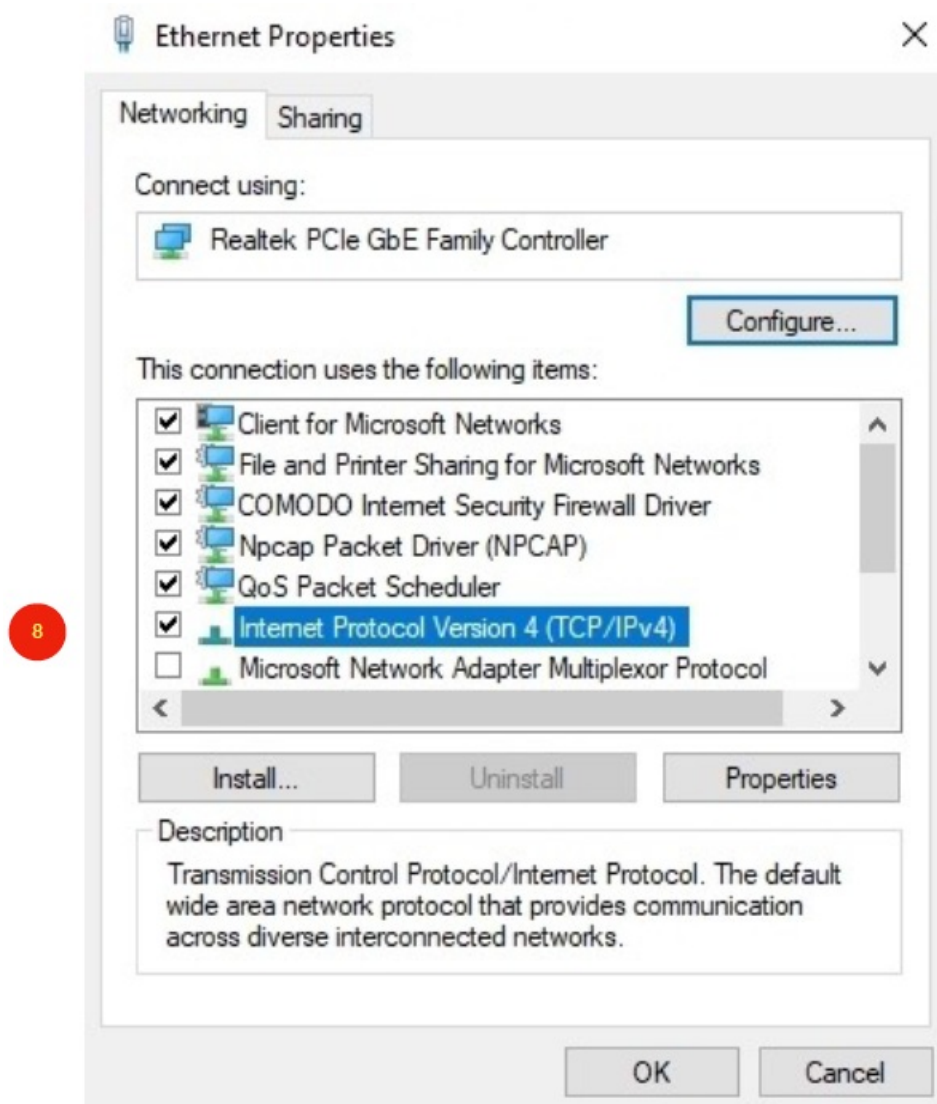 Ethernet Properties
Networking
Sharing
Connect using:
Realtek PCIe GbE Family Controller
Configure...
This connection uses the following items:
Client for Microsoft Networks
File and Printer Sharing for Microsoft Networks
COMODO Internet Security Firewall Driver
Npcap Packet Driver (NPCAP)
QoS Packet Scheduler
8
Internet Protocol Version 4 (TCP/IPv4)
Microsoft Network Adapter Multiplexor Protocol
Install...
Uninstall
Properties
Description
Transmission Control Protocol/Internet Protocol. The default
wide area network protocol that provides communication
across diverse interconnected networks.
OK
Cancel